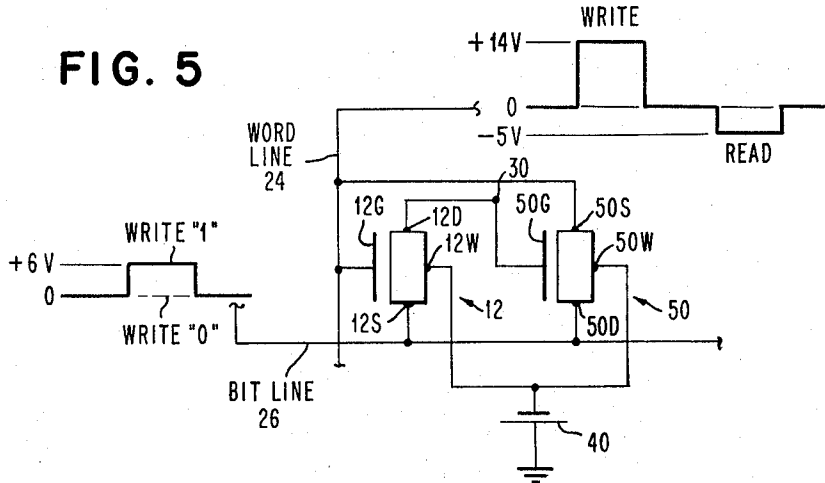 FIG. 5
WRITE
+14V
0
-5V
READ
WORD
LINE
24
30
12G
12D
50G
50S
12W
50W
WRITE "1"
+6V
0
WRITE "0"
12S
12
50D
50
BIT LINE
26
40